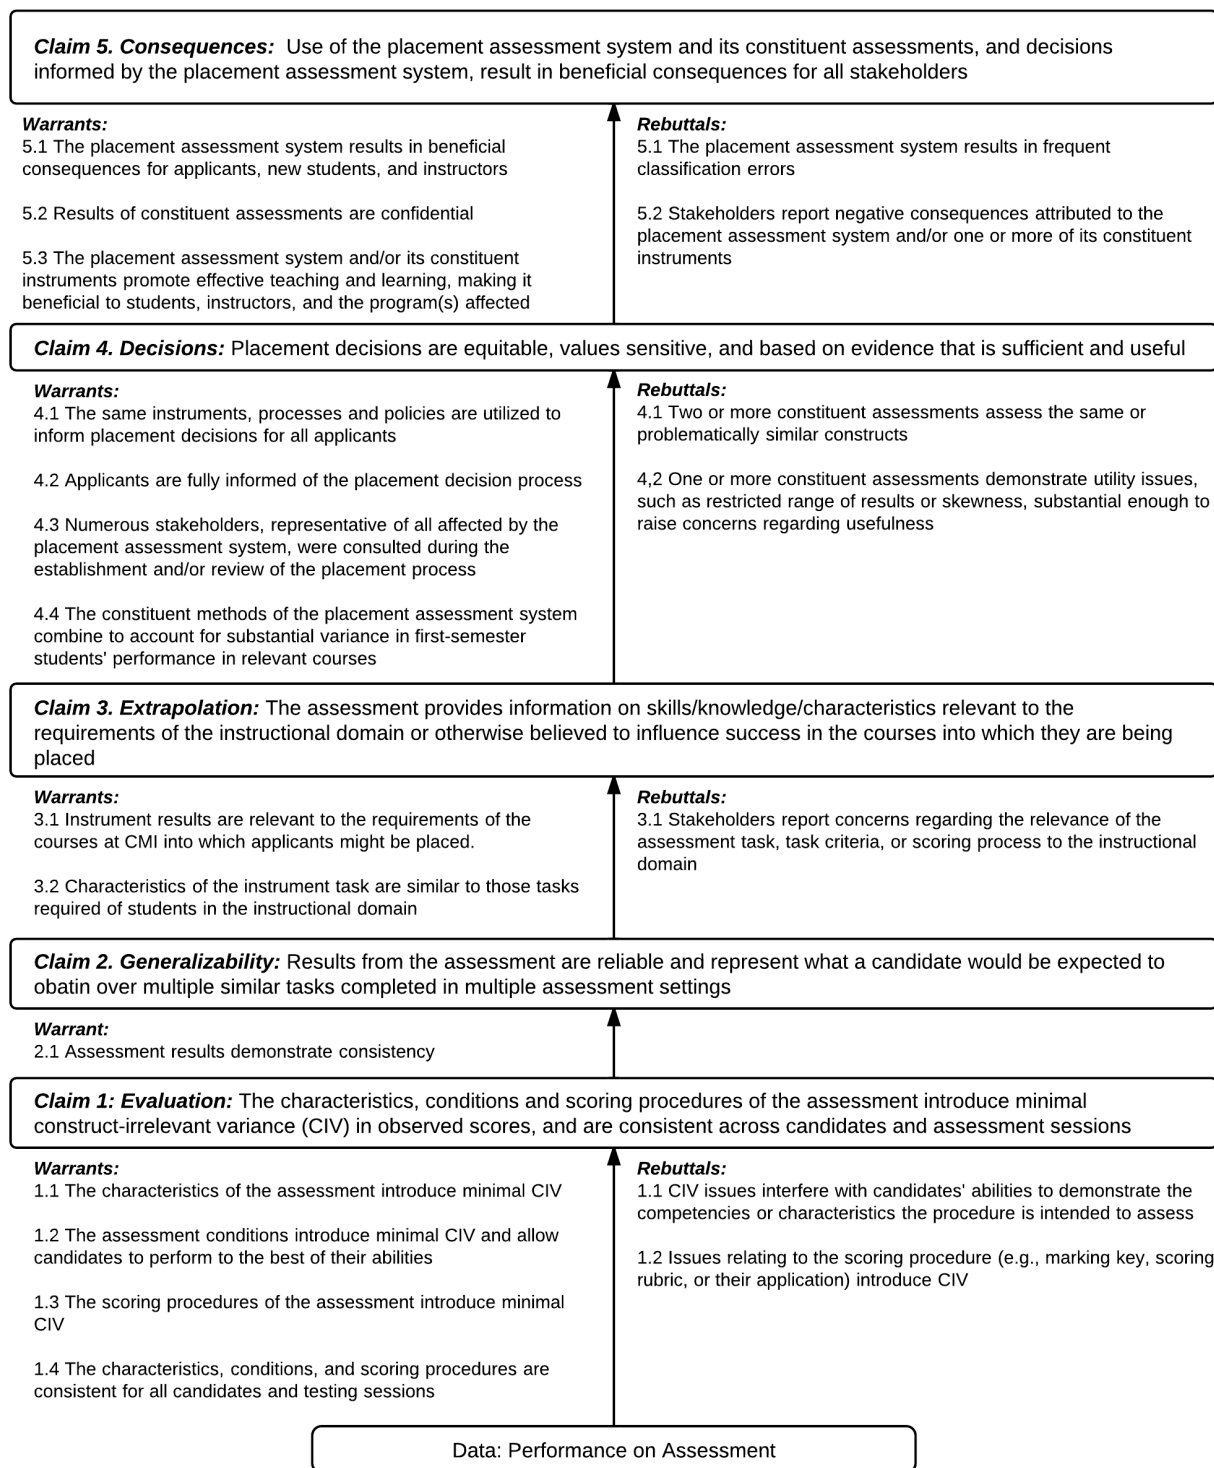 Claim 5. Consequences: Use of the placement assessment system and its constituent assessments, and decisions
informed by the placement assessment system, result in beneficial consequences for all stakeholders
Warrants:
5.1 The placement assessment system results in beneficial
consequences for applicants, new students, and instructors
5.2 Results of constituent assessments are confidential
5.3 The placement assessment system and/or its constituent
instruments promote effective teaching and learning, making it
beneficial to students, instructors, and the program(s) affected
Rebuttals:
5.1 The placement assessment system results in frequent
classification errors
5.2 Stakeholders report negative consequences attributed to the
placement assessment system and/or one or more of its constituent
instruments
Claim 4. Decisions: Placement decisions are equitable, values sensitive, and based on evidence that is sufficient and useful
Warrants:
4.1 The same instruments, processes and policies are utilized to
inform placement decisions for all applicants
4.2 Applicants are fully informed of the placement decision process
4.3 Numerous stakeholders, representative of all affected by the
placement assessment system, were consulted during the
establishment and/or review of the placement process
4.4 The constituent methods of the placement assessment system
combine to account for substantial variance in first-semester
students' performance in relevant courses
Rebuttals:
4.1 Two or more constituent assessments assess the same or
problematically similar constructs
4,2 One or more constituent assessments demonstrate utility issues,
such as restricted range of results or skewness, substantial enough to
raise concerns regarding usefulness
Claim 3. Extrapolation: The assessment provides information on skills/knowledge/characteristics relevant to the
requirements of the instructional domain or otherwise believed to influence success in the courses into which they are being
placed
Warrants:
3.1 Instrument results are relevant to the requirements of the
courses at CMI into which applicants might be placed.
3.2 Characteristics of the instrument task are similar to those tasks
required of students in the instructional domain
Rebuttals:
3.1 Stakeholders report concerns regarding the relevance of the
assessment task, task criteria, or scoring process to the instructional
domain
Claim 2. Generalizability: Results from the assessment are reliable and represent what a candidate would be expected to
obatin over multiple similar tasks completed in multiple assessment settings
Warrant:
2.1 Assessment results demonstrate consistency
Claim 1: Evaluation: The characteristics, conditions and scoring procedures of the assessment introduce minimal
construct-irrelevant variance (CIV) in observed scores, and are consistent across candidates and assessment sessions
Warrants:
1.1 The characteristics of the assessment introduce minimal CIV
1.2 The assessment conditions introduce minimal CIV and allow
candidates to perform to the best of their abilities
1.3 The scoring procedures of the assessment introduce minimal
CIV
1.4 The characteristics, conditions, and scoring procedures are
consistent for all candidates and testing sessions
Rebuttals:
1.1 CIV issues interfere with candidates' abilities to demonstrate the
competencies or characteristics the procedure is intended to assess
1.2 Issues relating to the scoring procedure (e.g., marking key, scoring
rubric, or their application) introduce CIV
Data: Performance on Assessment